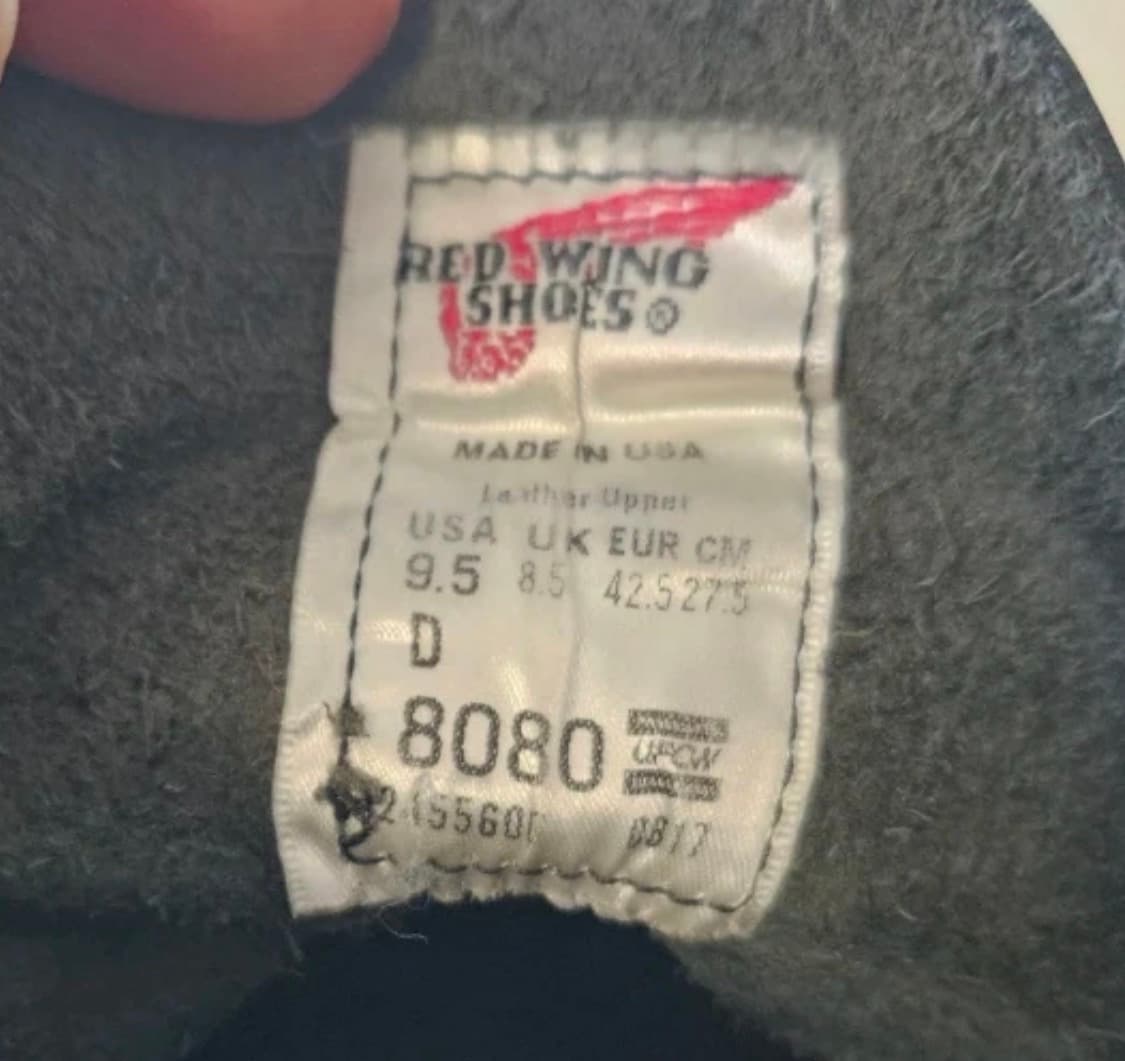 RED WING
SHOES®
MADE IN USA
Leather Upper
USA UK EUR CM
9.5 8.5 42.5 27.5
D
8080
UFCW
0817